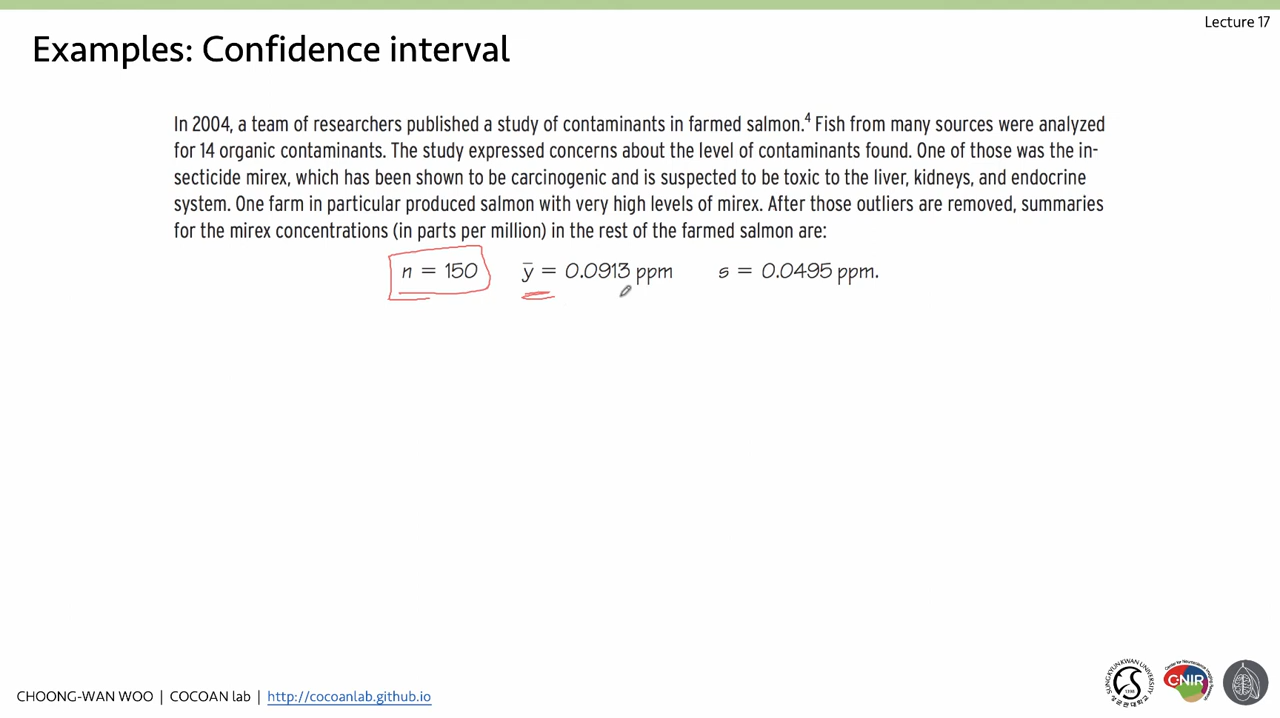 Lecture 17
Examples: Confidence interval
In 2004, a team of researchers published a study of contaminants in farmed salmon.⁴ Fish from many sources were analyzed
for 14 organic contaminants. The study expressed concerns about the level of contaminants found. One of those was the in-
secticide mirex, which has been shown to be carcinogenic and is suspected to be toxic to the liver, kidneys, and endocrine
system. One farm in particular produced salmon with very high levels of mirex. After those outliers are removed, summaries
for the mirex concentrations (in parts per million) in the rest of the farmed salmon are:
n = 150 ȳ = 0.0913 ppm s = 0.0495 ppm.
CHOONG-WAN WOO | COCOAN lab | http://cocoanlab.github.io
CNIR